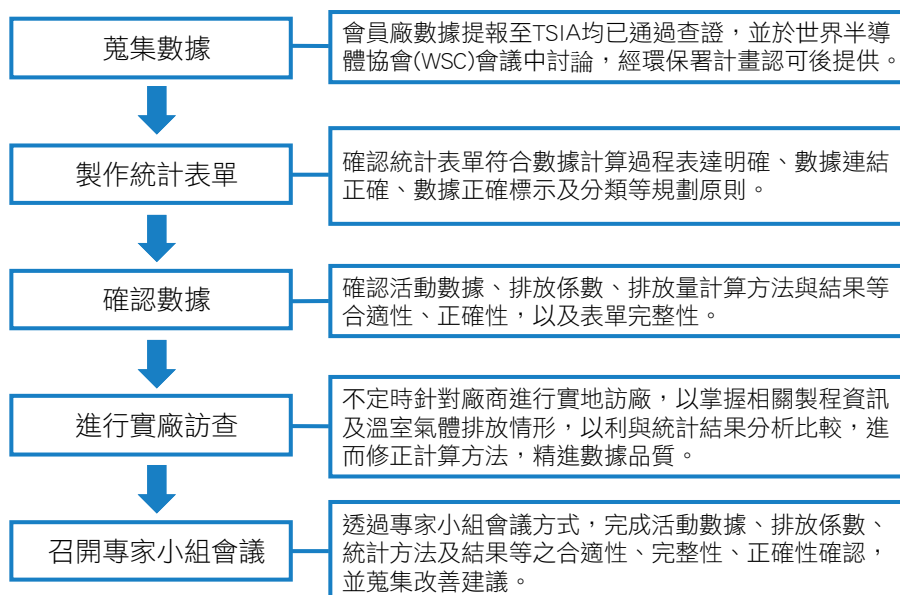 蒐集數據
會員廠數據提報至TSIA均已通過查證，並於世界半導
體協會(WSC)會議中討論，經環保署計畫認可後提供。
製作統計表單
確認統計表單符合數據計算過程表達明確、數據連結
正確、數據正確標示及分類等規劃原則。
確認數據
確認活動數據、排放係數、排放量計算方法與結果等
合適性、正確性，以及表單完整性。
進行實廠訪查
不定時針對廠商進行實地訪廠，以掌握相關製程資訊
及溫室氣體排放情形，以利與統計結果分析比較，進
而修正計算方法，精進數據品質。
召開專家小組會議
透過專家小組會議方式，完成活動數據、排放係數、
統計方法及結果等之合適性、完整性、正確性確認，
並蒐集改善建議。